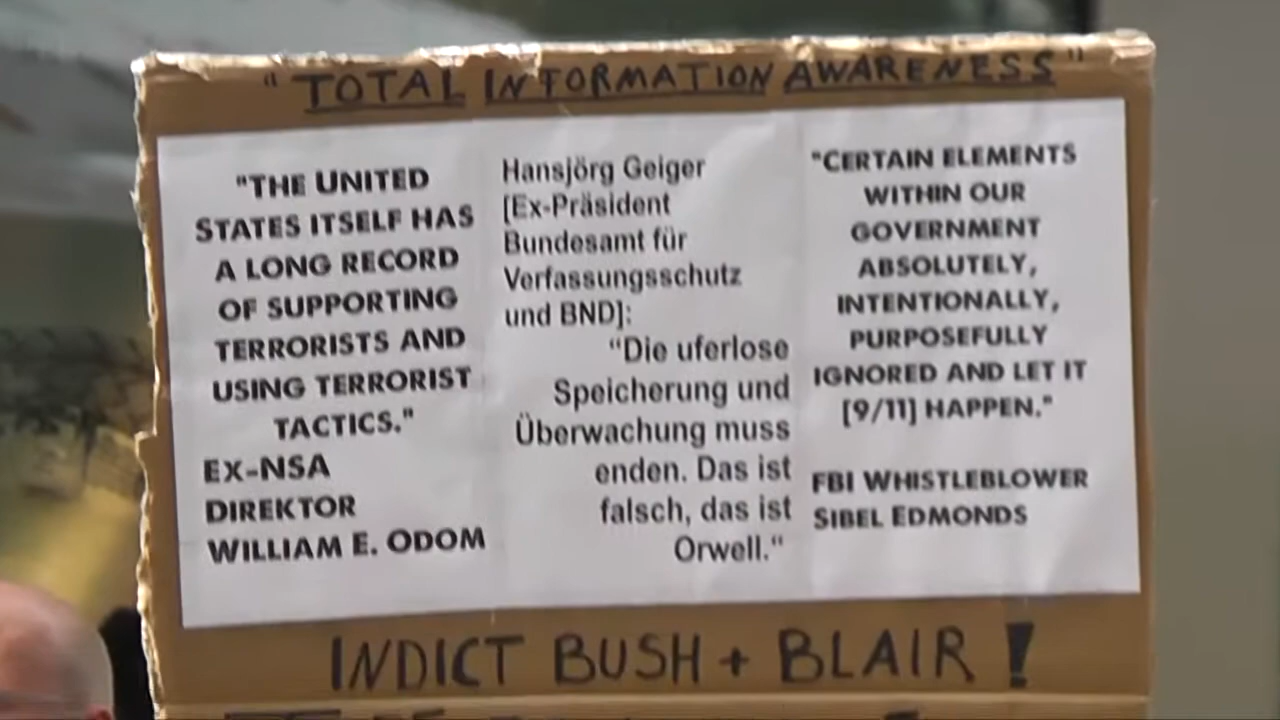 "TOTAL INFORMATION AWARENESS"
"THE UNITED
STATES ITSELF HAS
A LONG RECORD
OF SUPPORTING
TERRORISTS AND
USING TERRORIST
TACTICS."
EX-NSA
DIREKTOR
WILLIAM E. ODOM
Hansjörg Geiger
[Ex-Präsident
Bundesamt für
Verfassungsschutz
und BND]:
“Die uferlose
Speicherung und
Überwachung muss
enden. Das ist
falsch, das ist
Orwell.“
"CERTAIN ELEMENTS
WITHIN OUR
GOVERNMENT
ABSOLUTELY,
INTENTIONALLY,
PURPOSEFULLY
IGNORED AND LET IT
[9/11] HAPPEN."
FBI WHISTLEBLOWER
SIBEL EDMONDS
INDICT BUSH + BLAIR !